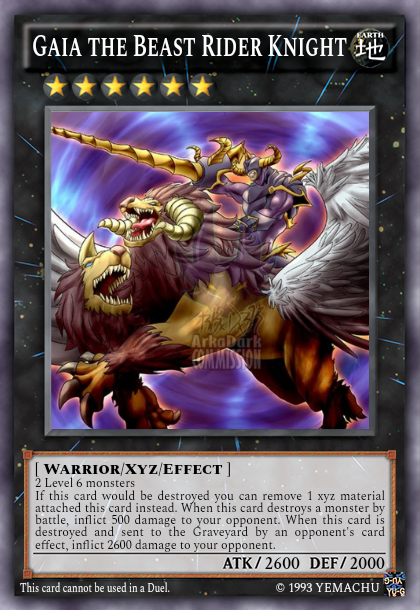 GAIA THE BEAST RIDER KNIGHT
EARTH
地
ArkaDark
COMMISSION
[ WARRIOR/XYZ/EFFECT ]
2 Level 6 monsters
If this card would be destroyed you can remove 1 xyz material
attached this card instead. When this card destroys a monster by
battle, inflict 500 damage to your opponent. When this card is
destroyed and sent to the Graveyard by an opponent's card
effect, inflict 2600 damage to your opponent.
ATK / 2600 DEF / 2000
This card cannot be used in a Duel.
© 1993 YEMACHU